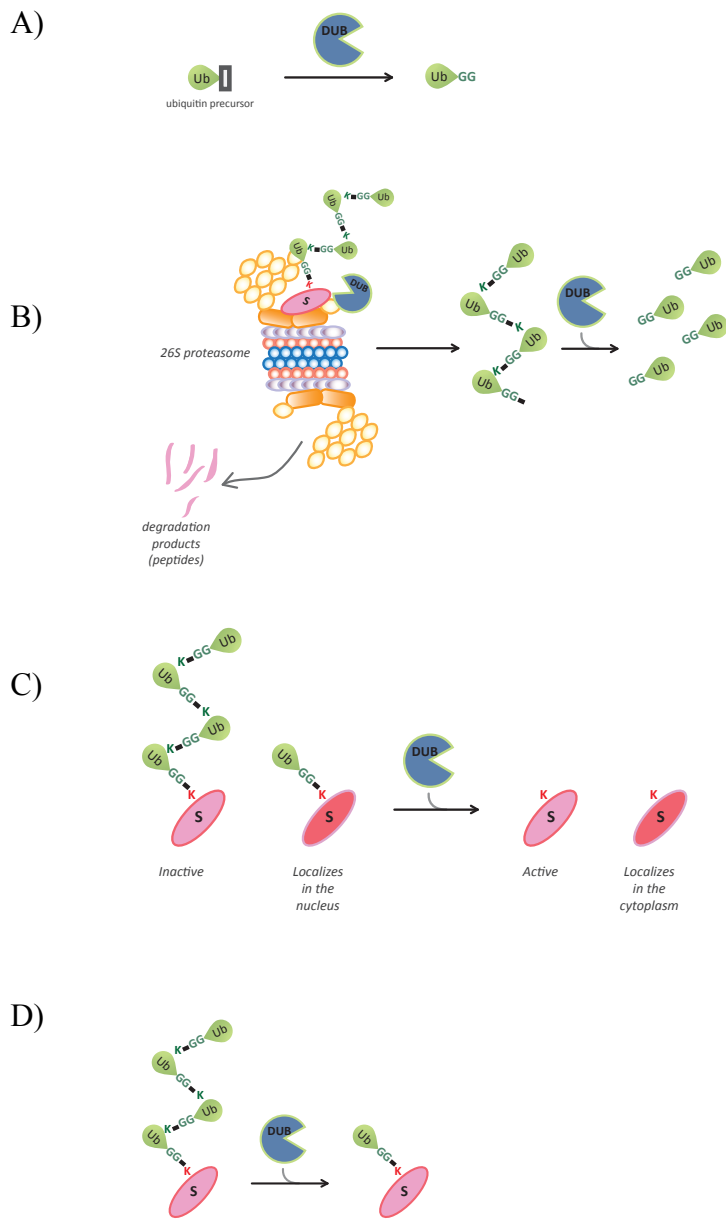 A)
DUB
Ub
Ub GG
ubiquitin precursor
K GG Ub
Ub
GG
K
Ub K GG Ub
GG
K
DUB
S
B)
26S proteasome
degradation
products
(peptides)
Ub
GG
K
Ub GG K
GG Ub
K
Ub GG
DUB
GG Ub
GG Ub
GG Ub
GG Ub
C)
K GG Ub
Ub
GG
K
Ub K GG Ub
GG
K
S
Ub
GG
K
S
DUB
K
S
K
S
Inactive
Localizes
in the
nucleus
Active
Localizes
in the
cytoplasm
D)
K GG Ub
Ub
GG
K
Ub K GG Ub
GG
K
S
DUB
Ub
GG
K
S